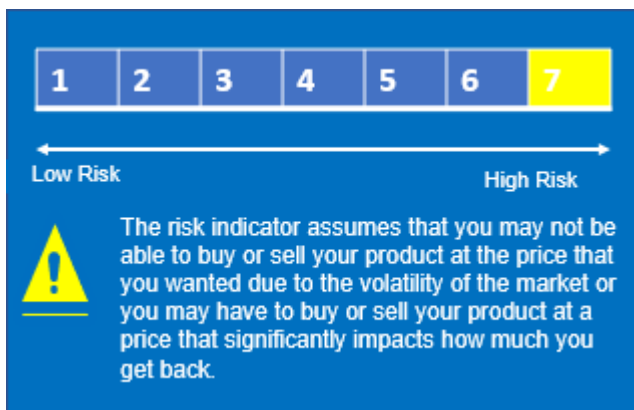 1 2 3 4 5 6 7
Low Risk High Risk
!
The risk indicator assumes that you may not be
able to buy or sell your product at the price that
you wanted due to the volatility of the market or
you may have to buy or sell your product at a
price that significantly impacts how much you
get back.